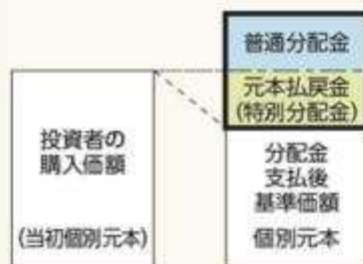 普通分配金
元本払戻金
(特別分配金)
投資者の
購入価額
(当初個別元本)
分配金
支払後
基準価額
個別元本